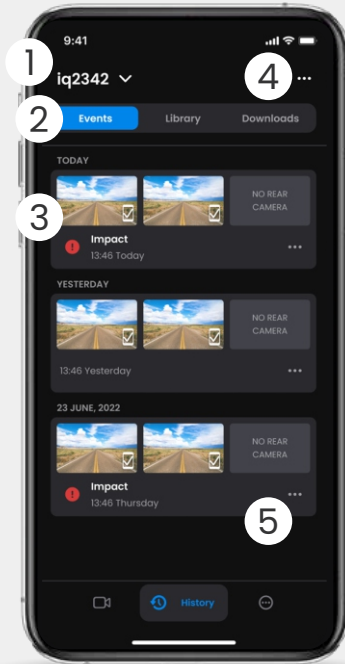 1
9:41
iq2342
4
2
Events Library Downloads
TODAY
NO REAR
CAMERA
3
Impact
13:46 Today
YESTERDAY
NO REAR
CAMERA
13:46 Yesterday
23 JUNE, 2022
NO REAR
CAMERA
Impact
13:46 Thursday
5
History